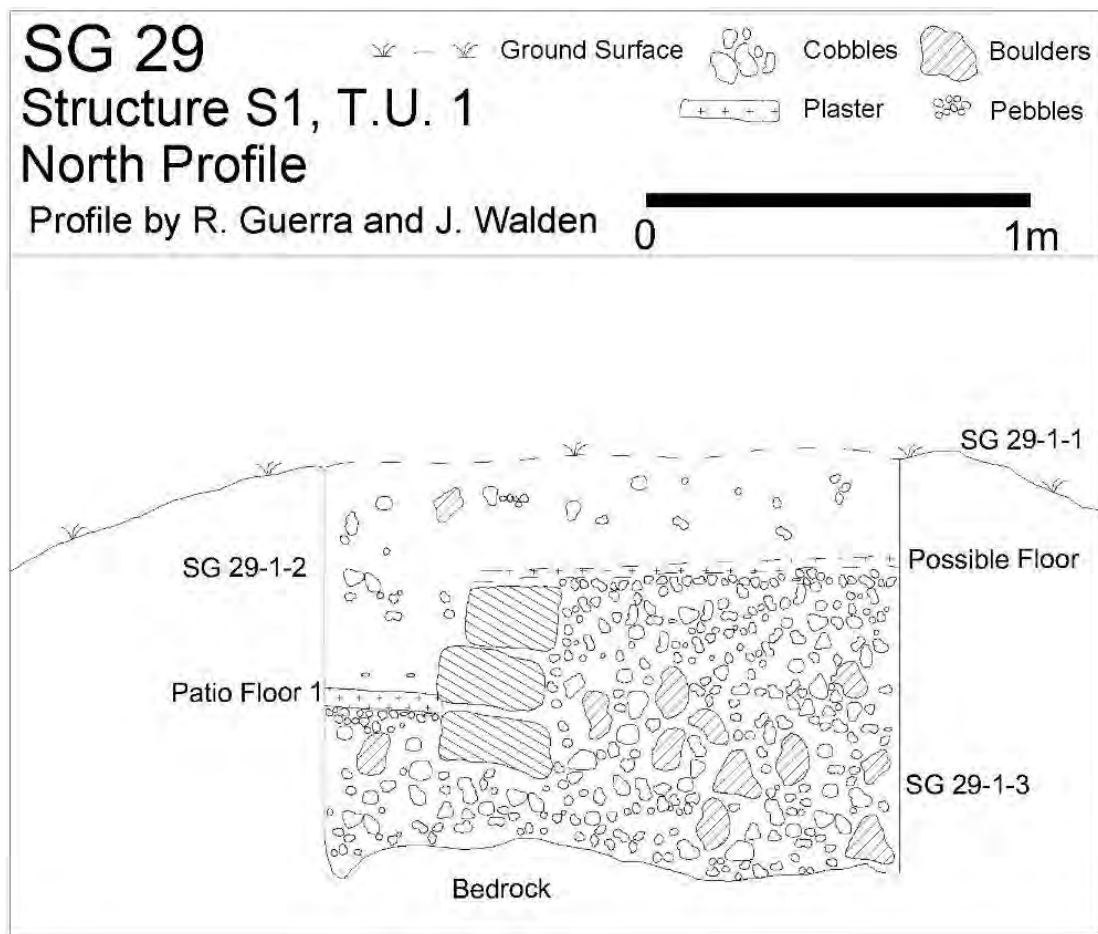 SG 29
Structure S1, T.U. 1
North Profile
Profile by R. Guerra and J. Walden
Ground Surface
Cobbles
Boulders
Plaster
Pebbles
0
1m
SG 29-1-1
SG 29-1-2
Possible Floor
Patio Floor 1
SG 29-1-3
Bedrock